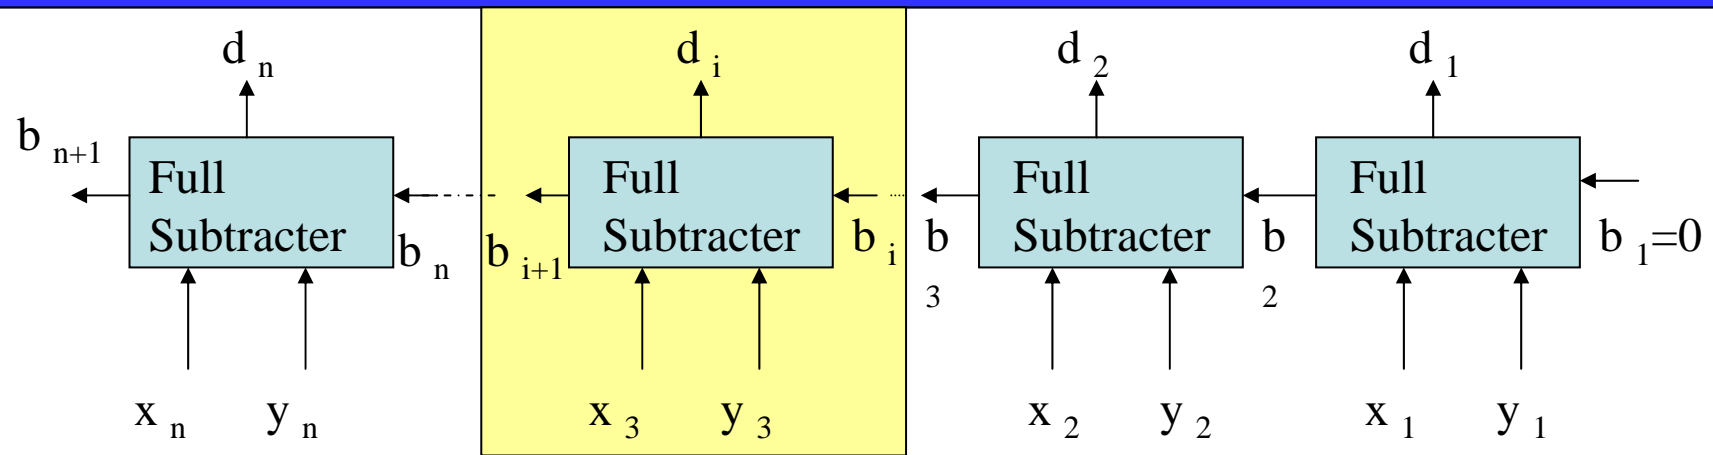 d n
d i
d 2
d 1
b n+1
Full
Subtracter
Full
Subtracter
Full
Subtracter
Full
Subtracter
b n
b i+1
b i
b 3
b 2
b 1=0
x n
y n
x 3
y 3
x 2
y 2
x 1
y 1